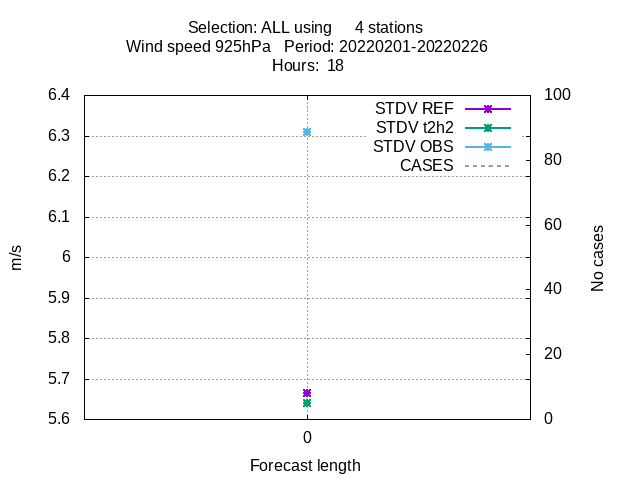 Selection: ALL using     4 stations
Wind speed 925hPa   Period: 20220201-20220226
Hours:  18
6.4
6.3
6.2
6.1
6
5.9
5.8
5.7
5.6
100
80
60
40
20
0
STDV REF
STDV t2h2
STDV OBS
CASES
m/s
No cases
0
Forecast length